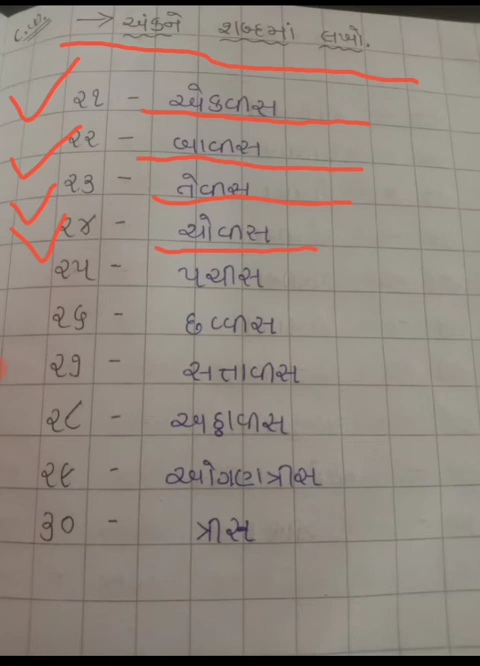 C.W. → અંકને શબ્દમાં લખો.
૨૧ - એકવીસ
૨૨ - બાવીસ
૨૩ - તેવીસ
૨૪ - ચોવીસ
૨૫ - પચીસ
૨૬ - છવ્વીસ
૨૭ - સત્તાવીસ
૨૮ - અઠ્ઠાવીસ
૨૯ - ઓગણત્રીસ
૩૦ - ત્રીસ